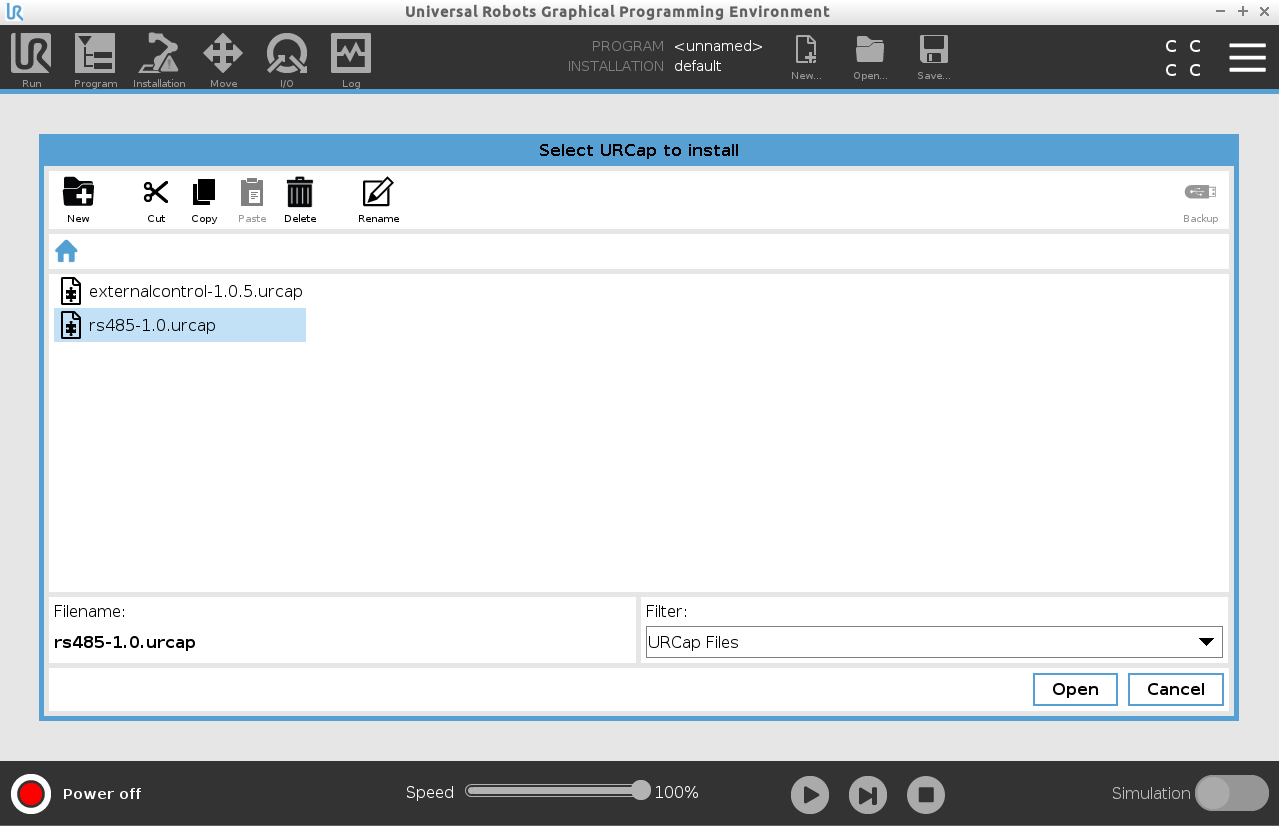 Universal Robots Graphical Programming Environment
Run Program Installation Move I/O Log
PROGRAM <unnamed>
INSTALLATION default
New... Open... Save...
C C
C C
Select URCap to install
New Cut Copy Paste Delete Rename Backup
externalcontrol-1.0.5.urcap
rs485-1.0.urcap
Filename:
rs485-1.0.urcap
Filter:
URCap Files
Open Cancel
Power off
Speed 100%
Simulation